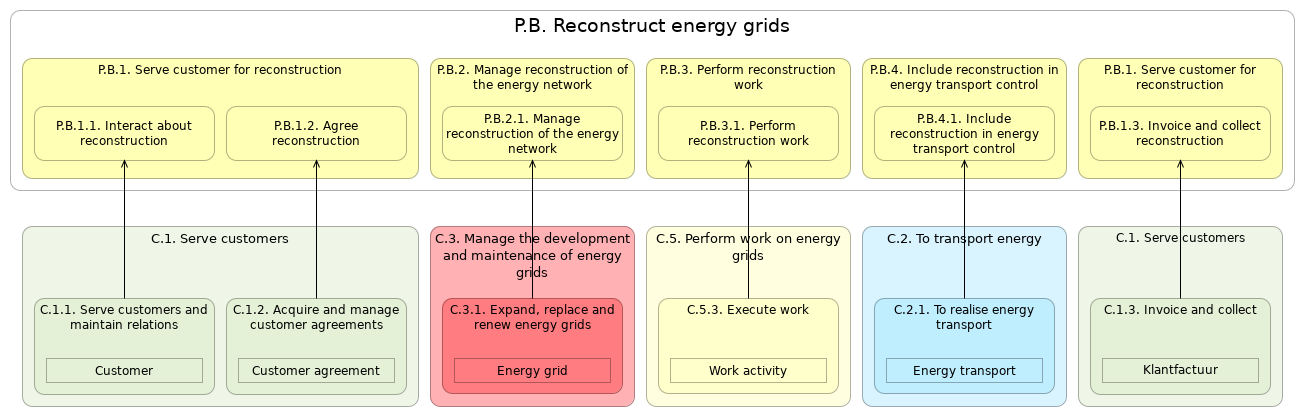 P.B. Reconstruct energy grids
P.B.1. Serve customer for reconstruction
P.B.1.1. Interact about
reconstruction
P.B.1.2. Agree
reconstruction
P.B.2. Manage reconstruction of
the energy network
P.B.2.1. Manage
reconstruction of the energy
network
P.B.3. Perform reconstruction
work
P.B.3.1. Perform
reconstruction work
P.B.4. Include reconstruction in
energy transport control
P.B.4.1. Include
reconstruction in energy
transport control
P.B.1. Serve customer for
reconstruction
P.B.1.3. Invoice and collect
reconstruction
C.1. Serve customers
C.1.1. Serve customers and
maintain relations
Customer
C.1.2. Acquire and manage
customer agreements
Customer agreement
C.3. Manage the development
and maintenance of energy
grids
C.3.1. Expand, replace and
renew energy grids
Energy grid
C.5. Perform work on energy
grids
C.5.3. Execute work
Work activity
C.2. To transport energy
C.2.1. To realise energy
transport
Energy transport
C.1. Serve customers
C.1.3. Invoice and collect
Klantfactuur